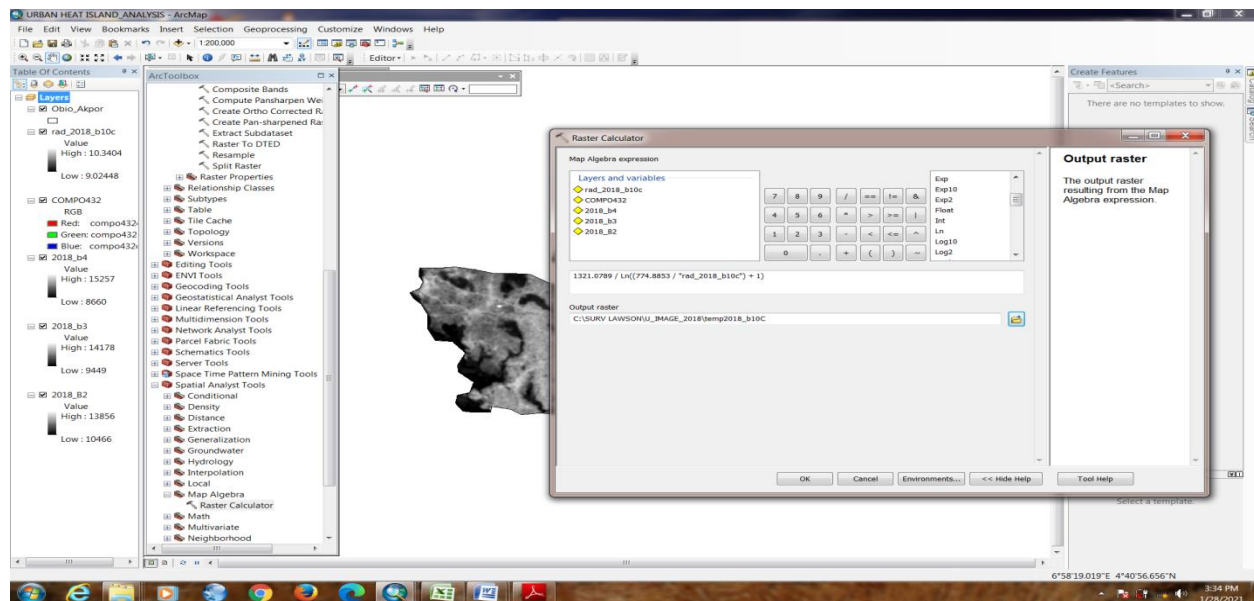 URBAN HEAT ISLAND_ANALYSIS - ArcMap
File Edit View Bookmarks Insert Selection Geoprocessing Customize Windows Help
1:200,000
Editor
Table Of Contents
Layers
Obio_Akpor
rad_2018_b10c
Value
High : 10.3404
Low : 9.02448
COMPO432
RGB
Red: compo432
Green: compo432
Blue: compo432
2018_b4
Value
High : 15257
Low : 8660
2018_b3
Value
High : 14178
Low : 9449
2018_B2
Value
High : 13856
Low : 10466
ArcToolbox
Composite Bands
Compute Pansharpen Wei
Create Ortho Corrected Ra
Create Pan-sharpened Ras
Extract Subdataset
Raster To DTED
Resample
Split Raster
Raster Properties
Relationship Classes
Subtypes
Table
Tile Cache
Topology
Versions
Workspace
Editing Tools
ENVI Tools
Geocoding Tools
Geostatistical Analyst Tools
Linear Referencing Tools
Multidimension Tools
Network Analyst Tools
Parcel Fabric Tools
Schematics Tools
Server Tools
Space Time Pattern Mining Tools
Spatial Analyst Tools
Conditional
Density
Distance
Extraction
Generalization
Groundwater
Hydrology
Interpolation
Local
Map Algebra
Raster Calculator
Math
Multivariate
Neighborhood
Raster Calculator
Map Algebra expression
Layers and variables
rad_2018_b10c
COMPO432
2018_b4
2018_b3
2018_B2
7 8 9 / == != &
4 5 6 * > >= |
1 2 3 - < <= ^
0 . + ( ) ~
Exp
Exp10
Exp2
Float
Int
Ln
Log10
Log2
1321.0789 / Ln((774.8853 / "rad_2018_b10c") + 1)
Output raster
C:\SURV LAWSON\U_IMAGE_2018\temp2018_b10C
OK Cancel Environments... << Hide Help Tool Help
Output raster
The output raster
resulting from the Map
Algebra expression.
Create Features
<Search>
There are no templates to show.
Select a template.
Catalog
Search
6°58'19.019"E 4°40'56.656"N
3:34 PM
1/28/2021